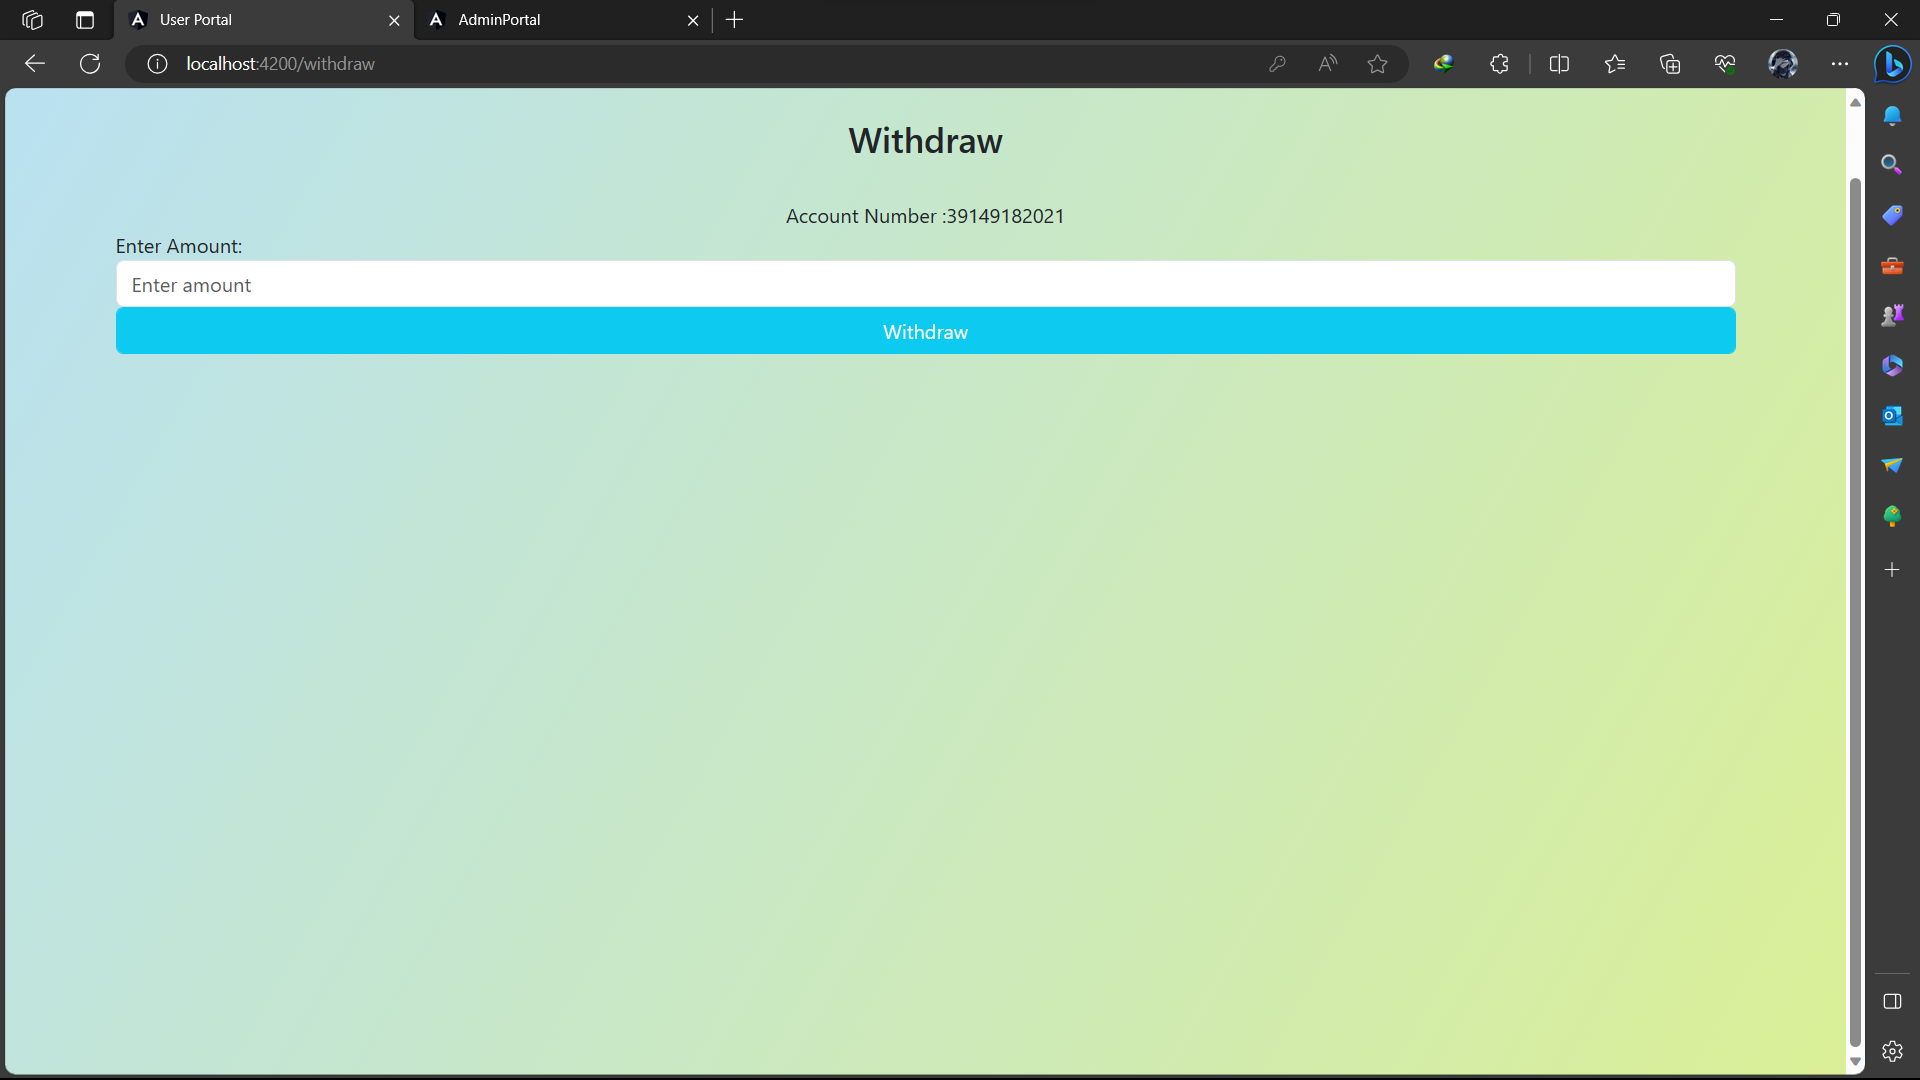 User Portal
AdminPortal
localhost:4200/withdraw
Withdraw
Account Number :39149182021
Enter Amount:
Enter amount
Withdraw